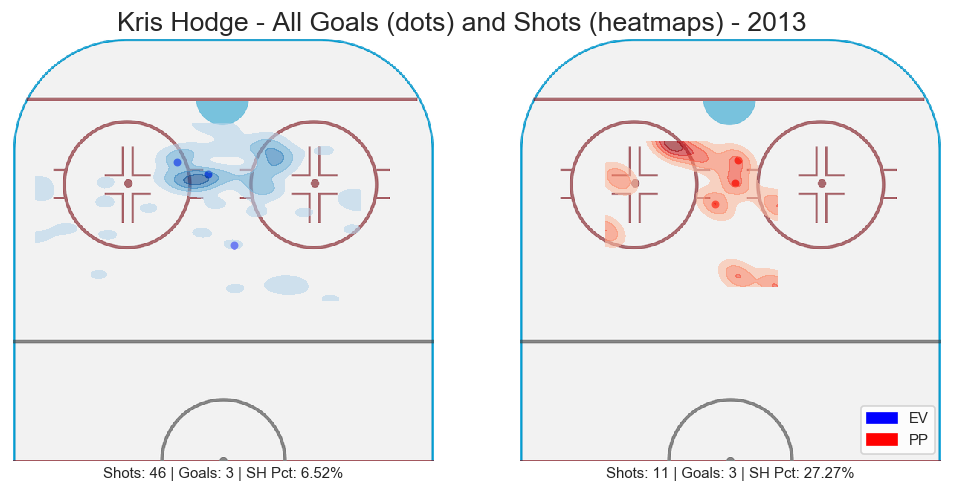 Kris Hodge - All Goals (dots) and Shots (heatmaps) - 2013
EV
PP
Shots: 46 | Goals: 3 | SH Pct: 6.52%
Shots: 11 | Goals: 3 | SH Pct: 27.27%